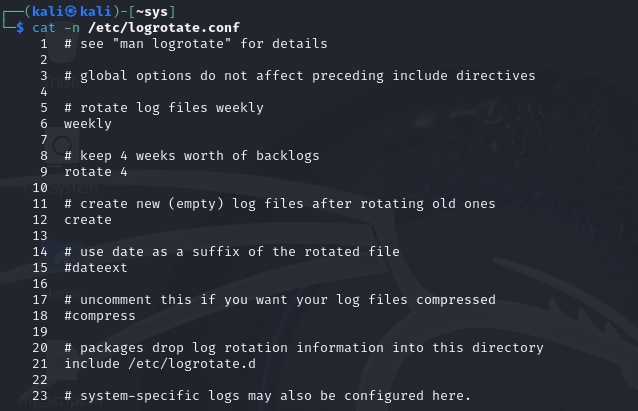 ┌──(kali㉿kali)-[~sys]
└─$ cat -n /etc/logrotate.conf
1 # see "man logrotate" for details
2
3 # global options do not affect preceding include directives
4
5 # rotate log files weekly
6 weekly
7
8 # keep 4 weeks worth of backlogs
9 rotate 4
10
11 # create new (empty) log files after rotating old ones
12 create
13
14 # use date as a suffix of the rotated file
15 #dateext
16
17 # uncomment this if you want your log files compressed
18 #compress
19
20 # packages drop log rotation information into this directory
21 include /etc/logrotate.d
22
23 # system-specific logs may also be configured here.